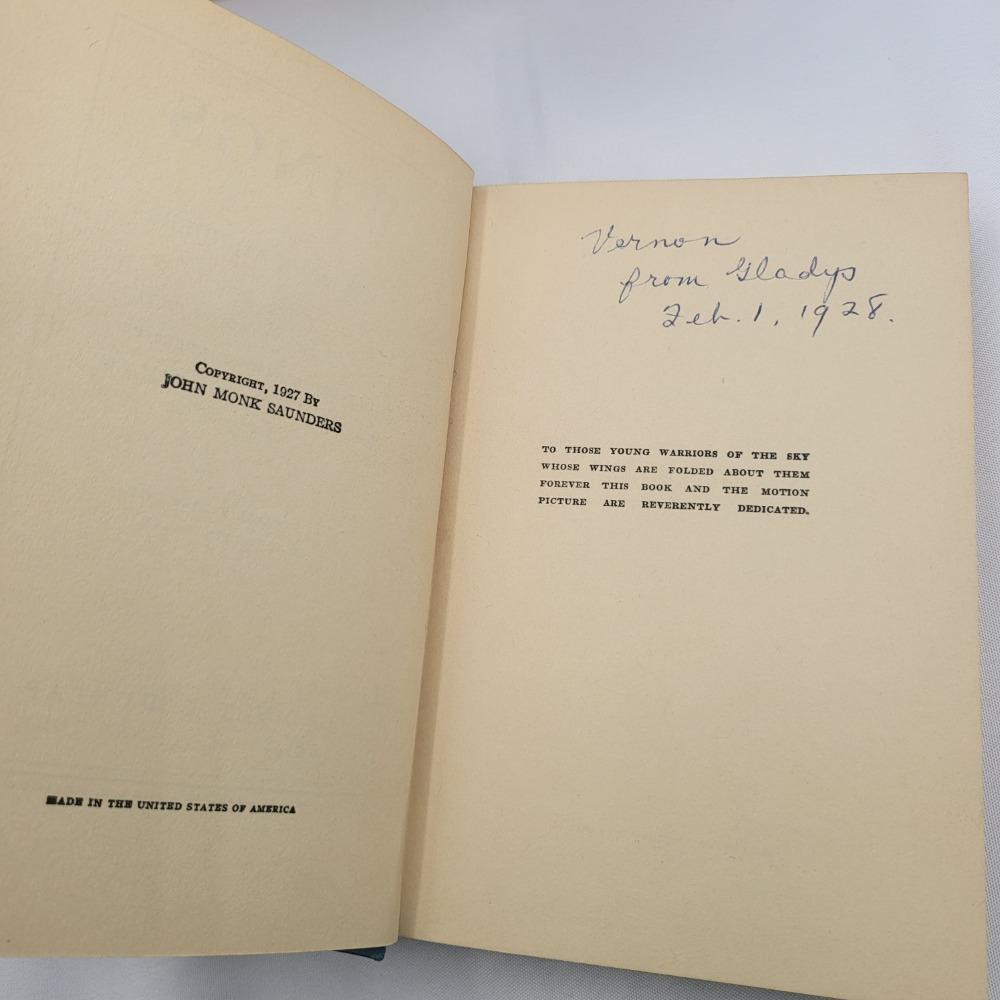 COPYRIGHT, 1927 BY
JOHN MONK SAUNDERS
MADE IN THE UNITED STATES OF AMERICA
Vernon
from Gladys
Feb. 1, 1928.
TO THOSE YOUNG WARRIORS OF THE SKY
WHOSE WINGS ARE FOLDED ABOUT THEM
FOREVER THIS BOOK AND THE MOTION
PICTURE ARE REVERENTLY DEDICATED.